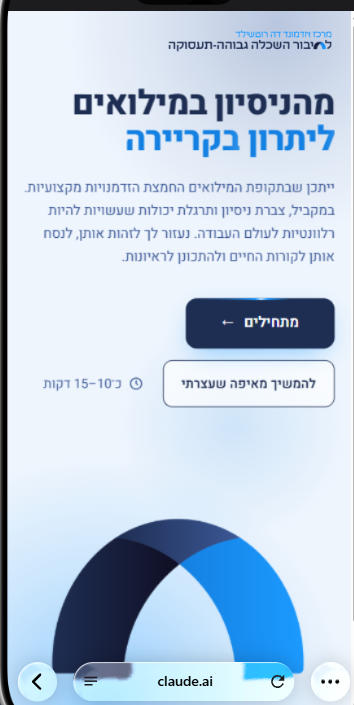 מרכז אדמונד דה רוטשילד
לחיבור השכלה גבוהה-תעסוקה
מהניסיון במילואים
ליתרון בקריירה
ייתכן שבתקופת המילואים החמצת הזדמנויות מקצועיות.
במקביל, צברת ניסיון ותרגלת יכולות שעשויות להיות
רלוונטיות לעולם העבודה. נעזור לך לזהות אותן, לנסח
אותן לקורות החיים ולהתכונן לראיונות.
מתחילים ←
להמשיך מאיפה שעצרתי
כ־10–15 דקות
claude.ai